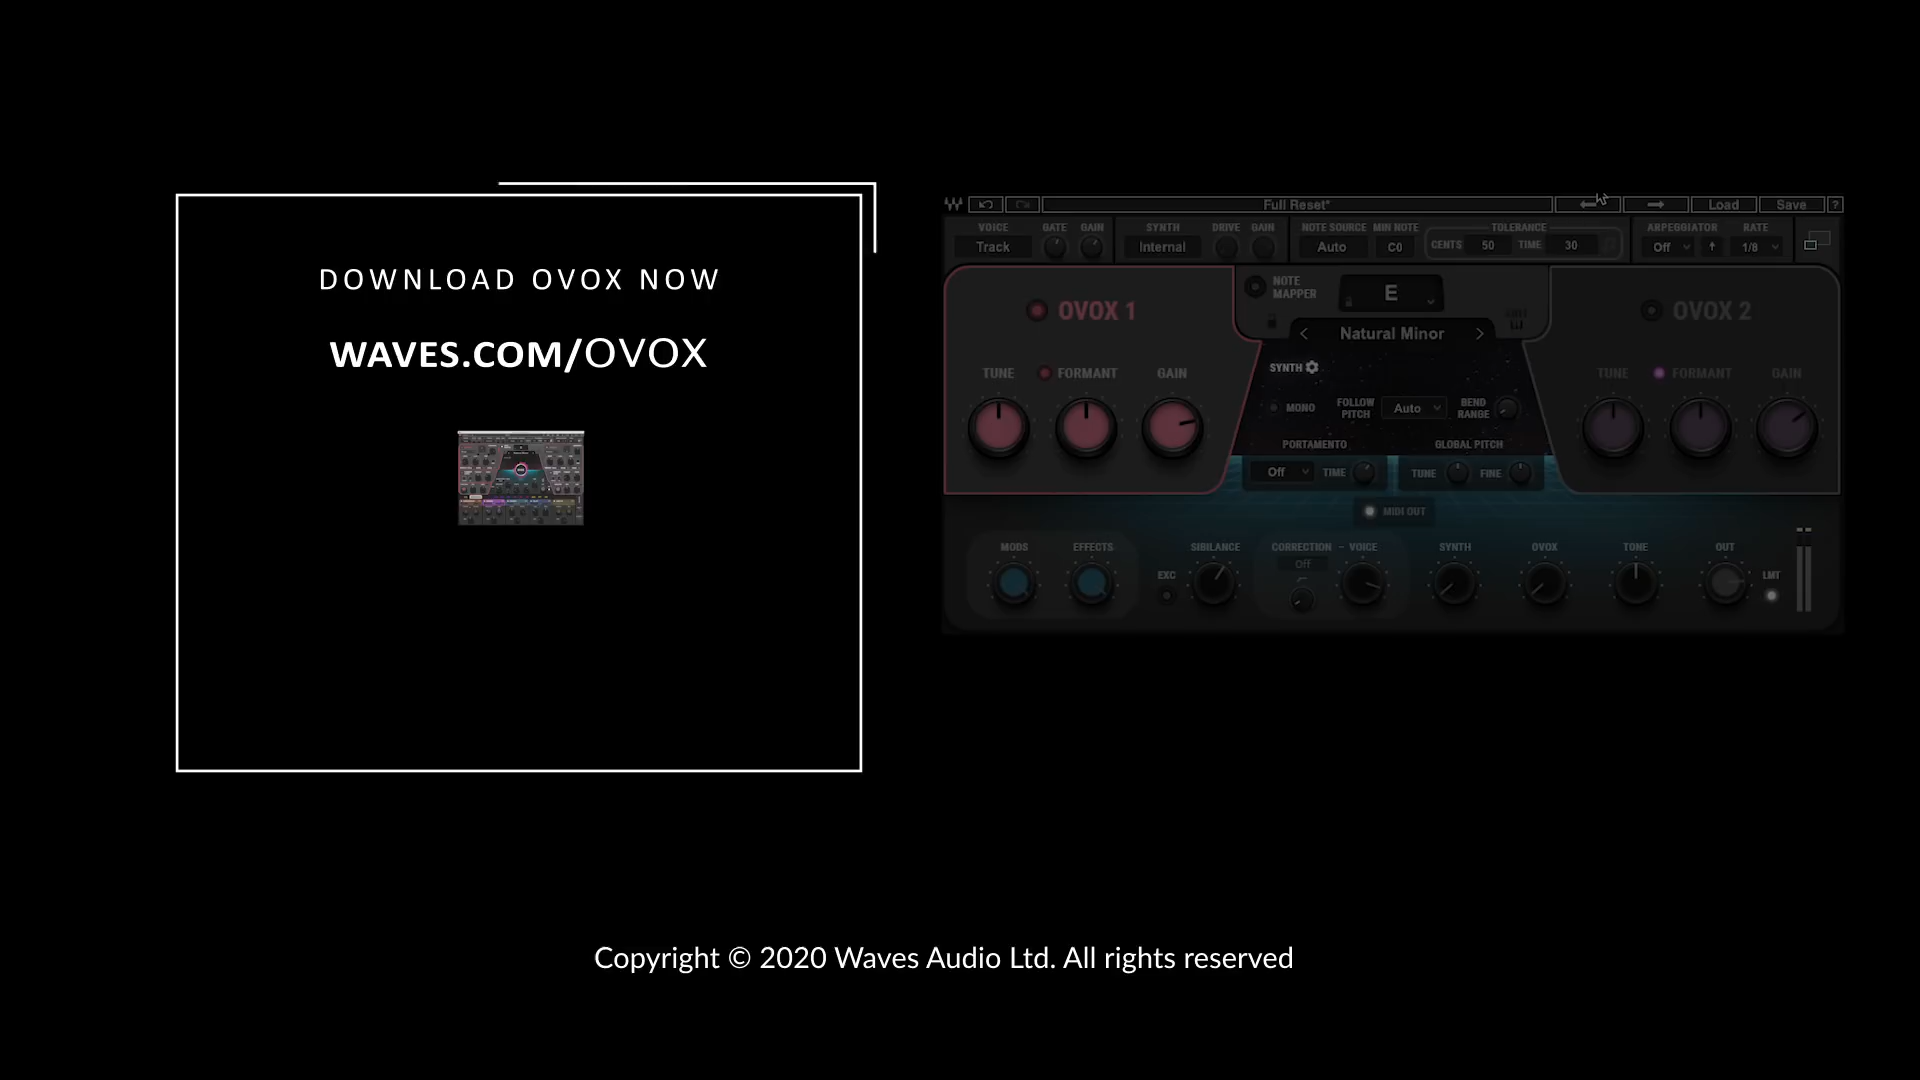 DOWNLOAD OVOX NOW
WAVES.COM/OVOX
Full Reset*
Load
Save
?
VOICE
GATE
GAIN
SYNTH
DRIVE
GAIN
NOTE SOURCE
MIN NOTE
TOLERANCE
ARPEGGIATOR
RATE
Track
Internal
Auto
C0
CENTS
50
TIME
30
Off
1/8
NOTE
MAPPER
E
OVOX 1
OVOX 2
Natural Minor
SYNTH
TUNE
FORMANT
GAIN
TUNE
FORMANT
GAIN
MONO
FOLLOW
PITCH
Auto
BEND
RANGE
PORTAMENTO
GLOBAL PITCH
Off
TIME
TUNE
FINE
MIDI OUT
MODS
EFFECTS
SIBILANCE
CORRECTION - VOICE
SYNTH
OVOX
TONE
OUT
Off
EXC
LMT
Copyright © 2020 Waves Audio Ltd. All rights reserved